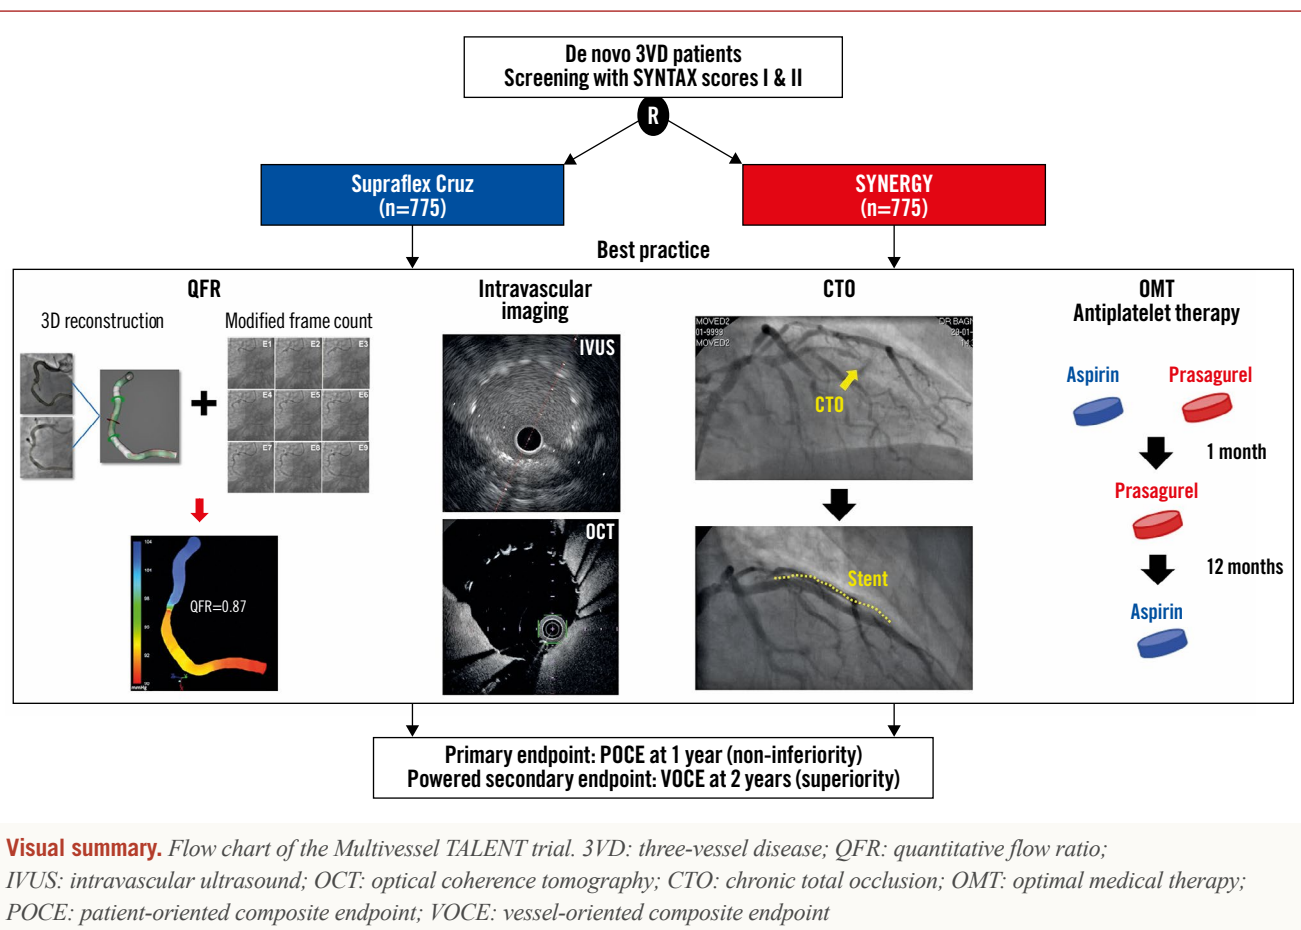 De novo 3VD patients
Screening with SYNTAX scores I & II
R
Supraflex Cruz
(n=775)
SYNERGY
(n=775)
Best practice
QFR
3D reconstruction
Modified frame count
+
E1
E2
E3
E4
E5
E6
E7
E8
E9
QFR=0.87
mmHg
Intravascular
imaging
IVUS
OCT
CTO
MOVED2
01-9999
MOVED2
CTO
Stent
OMT
Antiplatelet therapy
Aspirin
Prasagurel
1 month
Prasagurel
12 months
Aspirin
Primary endpoint: POCE at 1 year (non-inferiority)
Powered secondary endpoint: VOCE at 2 years (superiority)
Visual summary. Flow chart of the Multivessel TALENT trial. 3VD: three-vessel disease; QFR: quantitative flow ratio;
IVUS: intravascular ultrasound; OCT: optical coherence tomography; CTO: chronic total occlusion; OMT: optimal medical therapy;
POCE: patient-oriented composite endpoint; VOCE: vessel-oriented composite endpoint